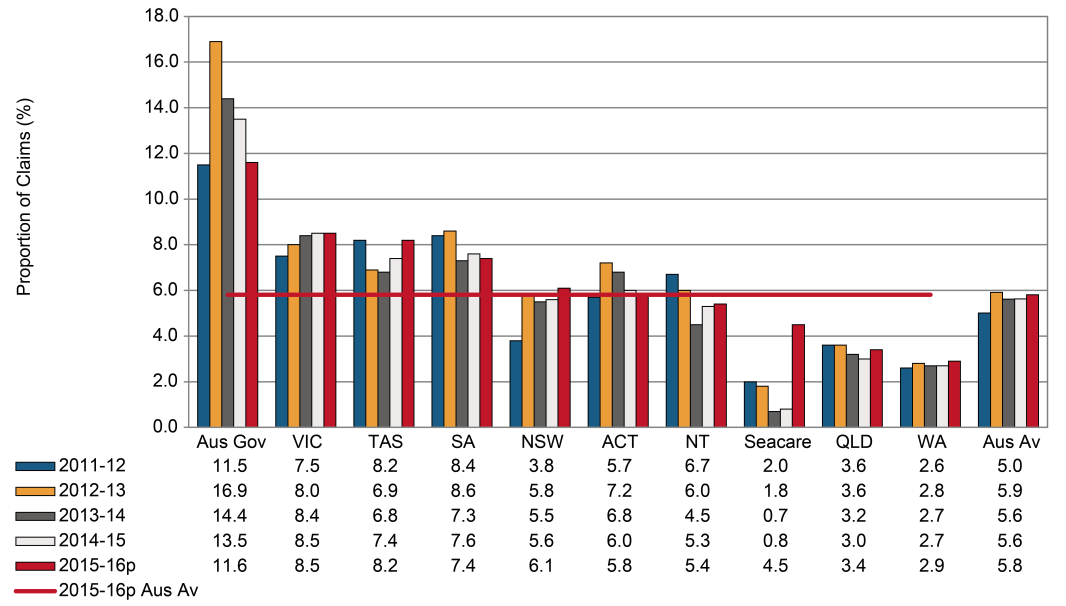 18.0
16.0
14.0
12.0
10.0
8.0
6.0
4.0
2.0
0.0
Proportion of Claims (%)
Aus Gov VIC TAS SA NSW ACT NT Seacare QLD WA Aus Av
2011-12 11.5 7.5 8.2 8.4 3.8 5.7 6.7 2.0 3.6 2.6 5.0
2012-13 16.9 8.0 6.9 8.6 5.8 7.2 6.0 1.8 3.6 2.8 5.9
2013-14 14.4 8.4 6.8 7.3 5.5 6.8 4.5 0.7 3.2 2.7 5.6
2014-15 13.5 8.5 7.4 7.6 5.6 6.0 5.3 0.8 3.0 2.7 5.6
2015-16p 11.6 8.5 8.2 7.4 6.1 5.8 5.4 4.5 3.4 2.9 5.8
2015-16p Aus Av